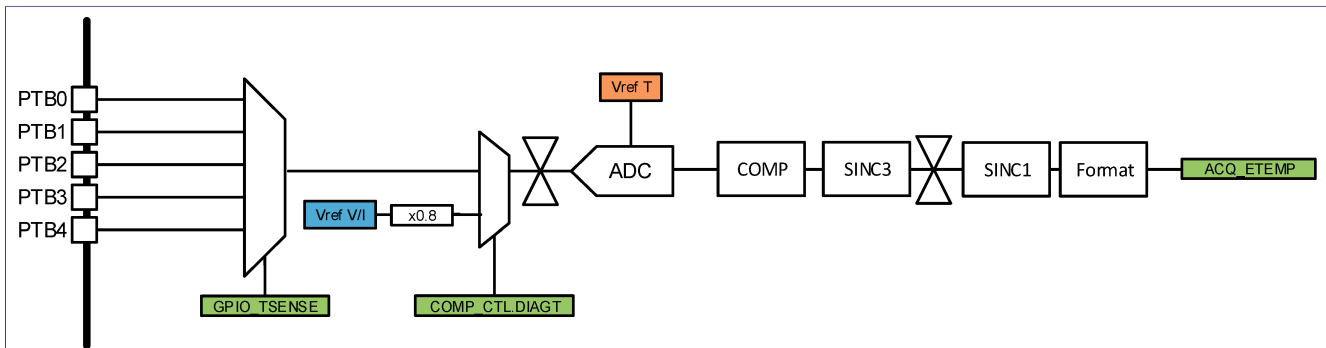 PTB0
PTB1
PTB2
PTB3
PTB4
GPIO_TSENSE
Vref V/I
x0.8
COMP_CTL.DIAGT
Vref T
ADC
COMP
SINC3
SINC1
Format
ACQ_ETEMP